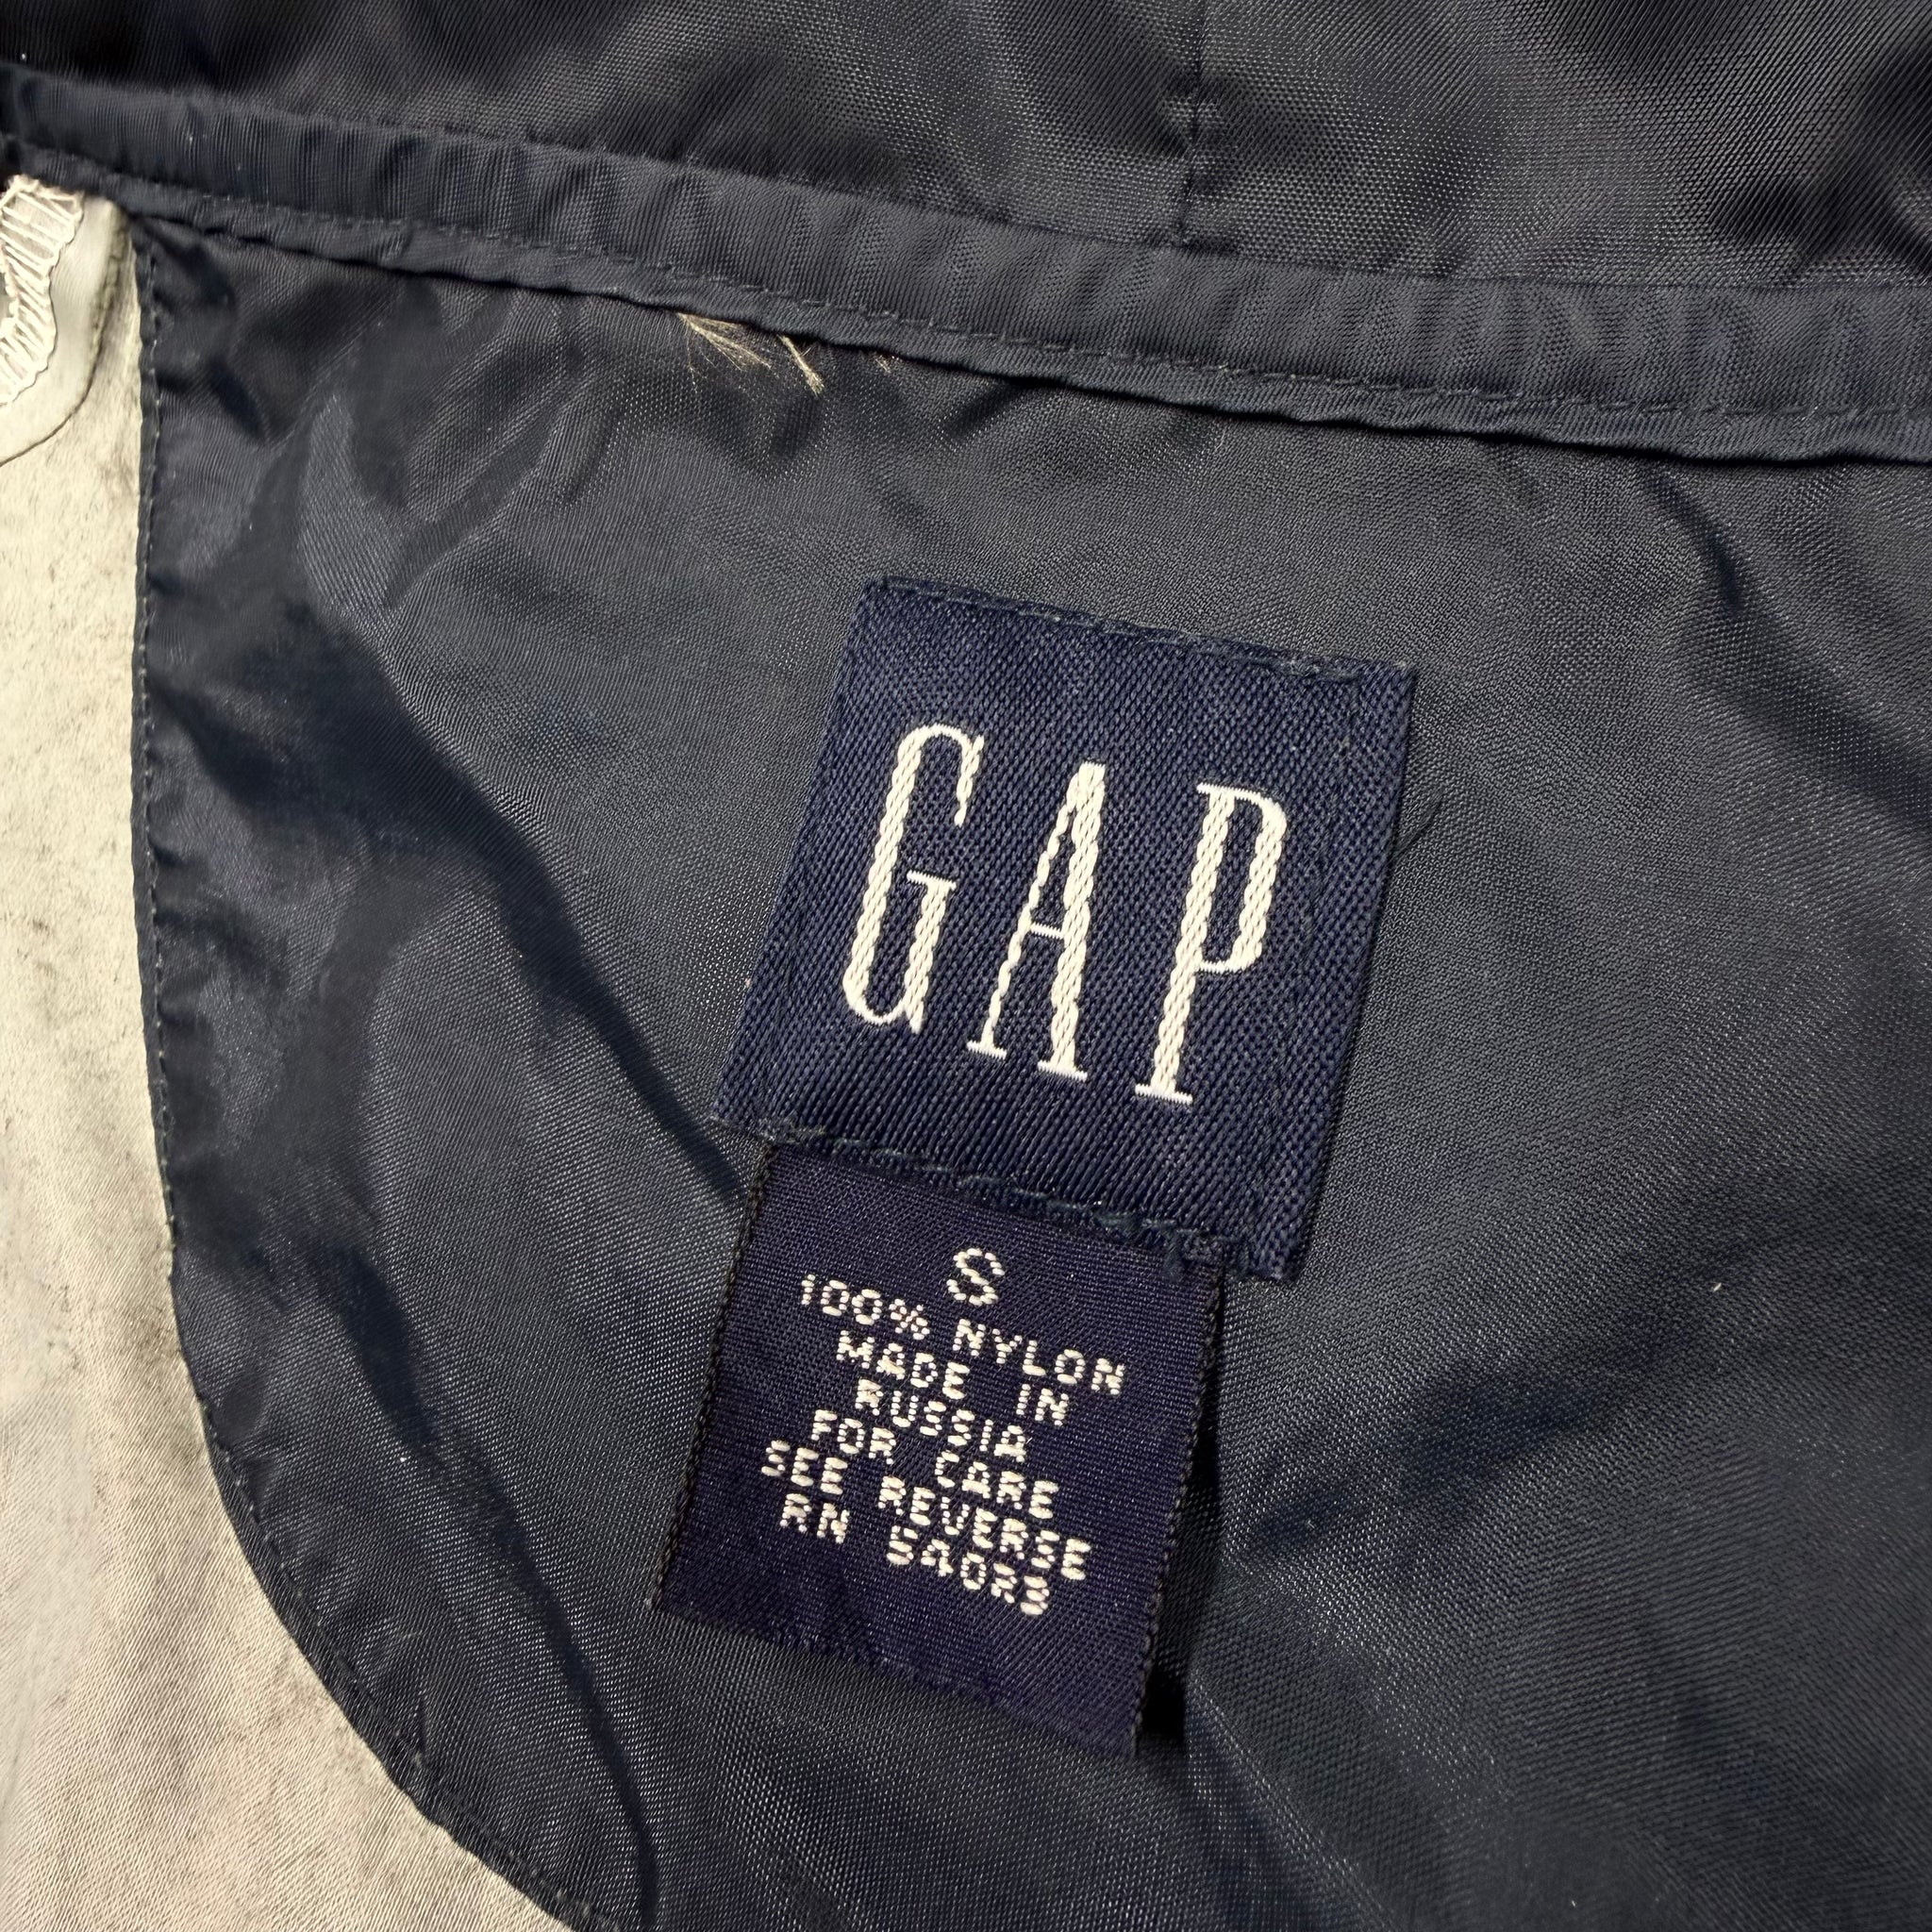 GAP
S
100% NYLON
MADE IN
RUSSIA
FOR CARE
SEE REVERSE
RN 54023